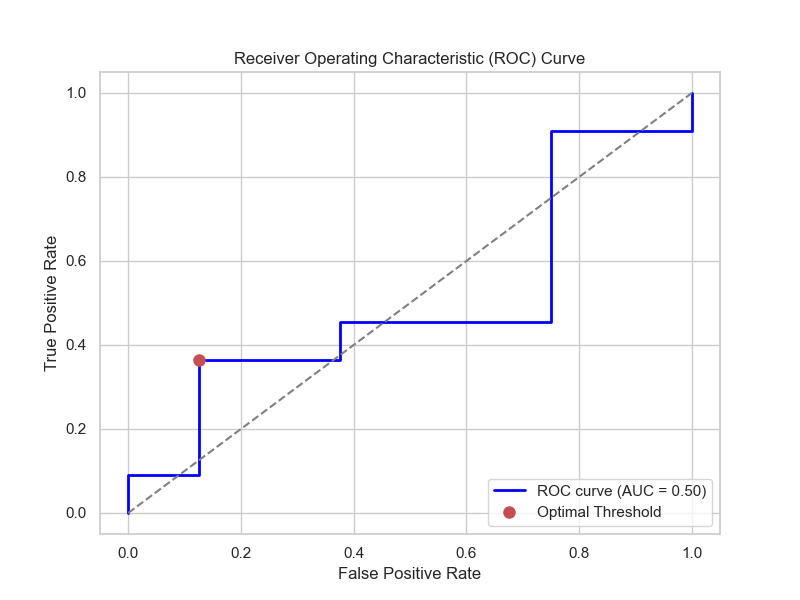 Receiver Operating Characteristic (ROC) Curve
True Positive Rate
1.0
0.8
0.6
0.4
0.2
0.0
ROC curve (AUC = 0.50)
Optimal Threshold
0.0 0.2 0.4 0.6 0.8 1.0
False Positive Rate